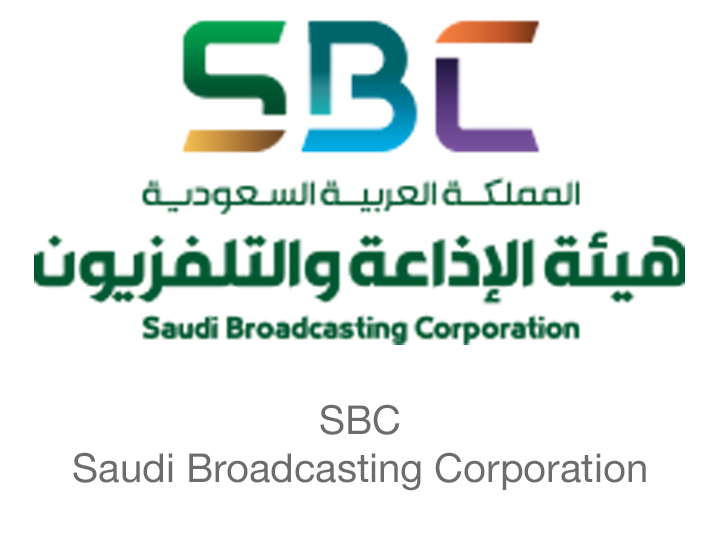 SBC
المملكة العربية السعودية
هيئة الإذاعة والتلفزيون
Saudi Broadcasting Corporation
SBC
Saudi Broadcasting Corporation